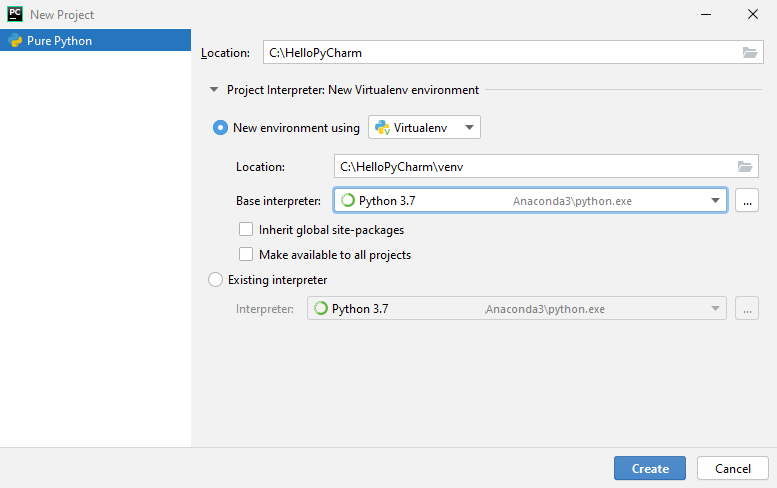 PC New Project
Pure Python
Location: C:\HelloPyCharm
Project Interpreter: New Virtualenv environment
New environment using Virtualenv
Location: C:\HelloPyCharm\venv
Base interpreter: Python 3.7 Anaconda3\python.exe ...
Inherit global site-packages
Make available to all projects
Existing interpreter
Interpreter: Python 3.7 .Anaconda3\python.exe ...
Create Cancel